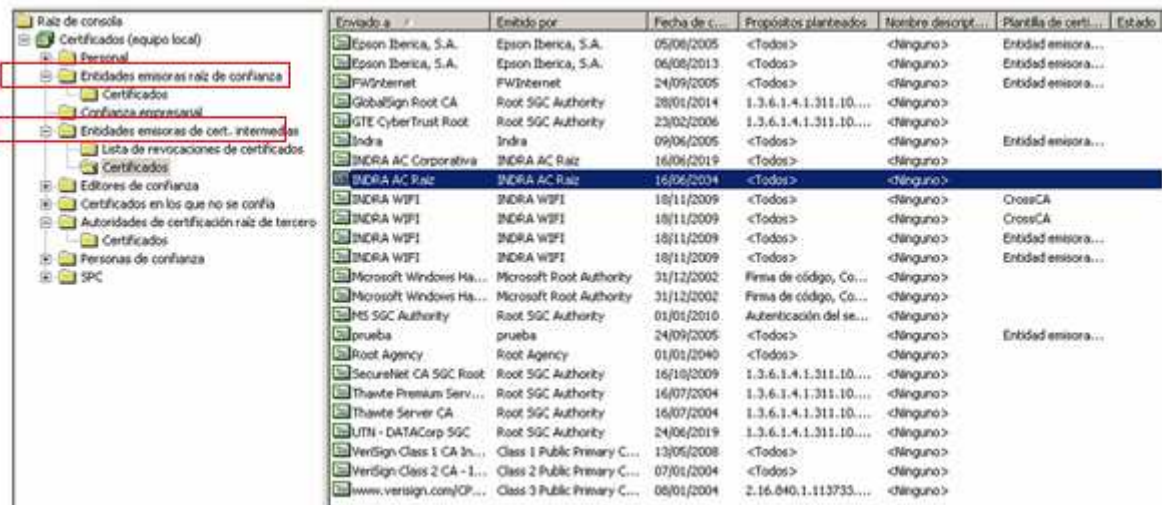 Raíz de consola
Certificados (equipo local)
Personal
Entidades emisoras raíz de confianza
Certificados
Confianza empresarial
Entidades emisoras de cert. intermedias
Lista de revocaciones de certificados
Certificados
Editores de confianza
Certificados en los que no se confía
Autoridades de certificación raíz de tercero
Certificados
Personas de confianza
SPC
Enviado a Emitido por Fecha de c... Propósitos planteados Nombre descript... Plantilla de certi... Estado
Epson Iberica, S.A. Epson Iberica, S.A. 05/08/2005 <Todos> <Ninguno> Entidad emisora...
Epson Iberica, S.A. Epson Iberica, S.A. 06/08/2013 <Todos> <Ninguno> Entidad emisora...
FWInternet FWInternet 24/09/2005 <Todos> <Ninguno> Entidad emisora...
GlobalSign Root CA Root SGC Authority 28/01/2014 1.3.6.1.4.1.311.10.... <Ninguno>
GTE CyberTrust Root Root SGC Authority 23/02/2006 1.3.6.1.4.1.311.10.... <Ninguno>
Indra Indra 09/06/2005 <Todos> <Ninguno> Entidad emisora...
INDRA AC Corporativa INDRA AC Raiz 16/06/2019 <Todos> <Ninguno>
INDRA AC Raiz INDRA AC Raiz 16/06/2034 <Todos> <Ninguno>
INDRA WIFI INDRA WIFI 18/11/2009 <Todos> <Ninguno> CrossCA
INDRA WIFI INDRA WIFI 18/11/2009 <Todos> <Ninguno> CrossCA
INDRA WIFI INDRA WIFI 18/11/2009 <Todos> <Ninguno> Entidad emisora...
INDRA WIFI INDRA WIFI 18/11/2009 <Todos> <Ninguno> Entidad emisora...
Microsoft Windows Ha... Microsoft Root Authority 31/12/2002 Firma de código, Co... <Ninguno>
Microsoft Windows Ha... Microsoft Root Authority 31/12/2002 Firma de código, Co... <Ninguno>
MS SGC Authority Root SGC Authority 01/01/2010 Autenticación del se... <Ninguno>
prueba prueba 24/09/2005 <Todos> <Ninguno> Entidad emisora...
Root Agency Root Agency 01/01/2040 <Todos> <Ninguno>
SecureNet CA SGC Root Root SGC Authority 16/10/2009 1.3.6.1.4.1.311.10.... <Ninguno>
Thawte Premium Serv... Root SGC Authority 16/07/2004 1.3.6.1.4.1.311.10.... <Ninguno>
Thawte Server CA Root SGC Authority 16/07/2004 1.3.6.1.4.1.311.10.... <Ninguno>
UTN - DATACorp SGC Root SGC Authority 24/06/2019 1.3.6.1.4.1.311.10.... <Ninguno>
VeriSign Class 1 CA In... Class 1 Public Primary C... 13/05/2008 <Todos> <Ninguno>
VeriSign Class 2 CA - I... Class 2 Public Primary C... 07/01/2004 <Todos> <Ninguno>
www.verisign.com/CP... Class 3 Public Primary C... 08/01/2004 2.16.840.1.113733.... <Ninguno>